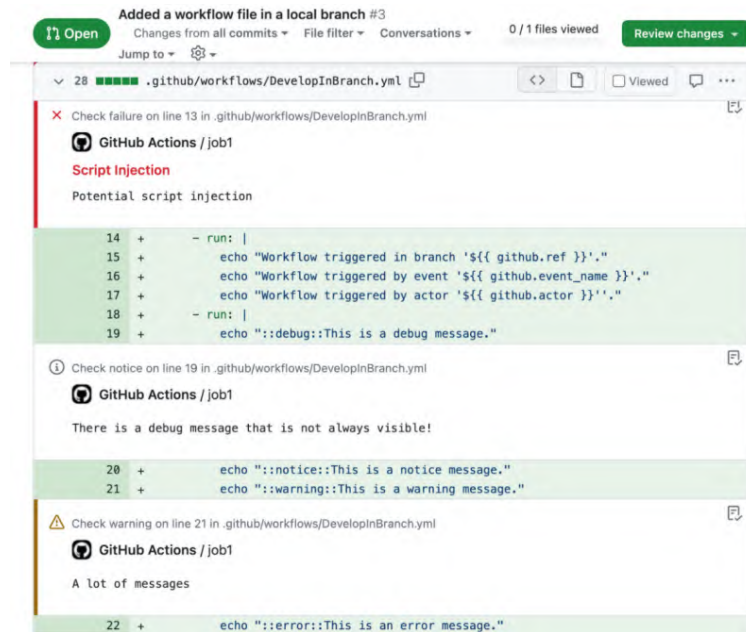 Added a workflow file in a local branch #3
Open
Changes from all commits File filter Conversations
0 / 1 files viewed
Review changes
Jump to
28 .github/workflows/DevelopInBranch.yml
<>
Viewed
Check failure on line 13 in .github/workflows/DevelopInBranch.yml
GitHub Actions / job1
Script Injection
Potential script injection
14 + - run: |
15 + echo "Workflow triggered in branch '${{ github.ref }}'."
16 + echo "Workflow triggered by event '${{ github.event_name }}'."
17 + echo "Workflow triggered by actor '${{ github.actor }}''."
18 + - run: |
19 + echo "::debug::This is a debug message."
Check notice on line 19 in .github/workflows/DevelopInBranch.yml
GitHub Actions / job1
There is a debug message that is not always visible!
20 + echo "::notice::This is a notice message."
21 + echo "::warning::This is a warning message."
Check warning on line 21 in .github/workflows/DevelopInBranch.yml
GitHub Actions / job1
A lot of messages
22 + echo "::error::This is an error message."